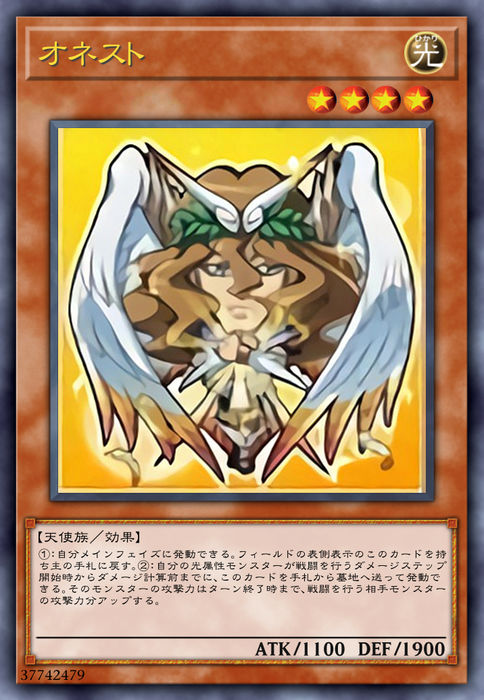 オネスト
ひかり
光
【天使族／効果】
①：自分メインフェイズに発動できる。フィールドの表側表示のこのカードを持
ち主の手札に戻す。②：自分の光属性モンスターが戦闘を行うダメージステップ
開始時からダメージ計算前までに、このカードを手札から墓地へ送って発動で
きる。そのモンスターの攻撃力はターン終了時まで、戦闘を行う相手モンスター
の攻撃力分アップする。
ATK/1100 DEF/1900
37742479